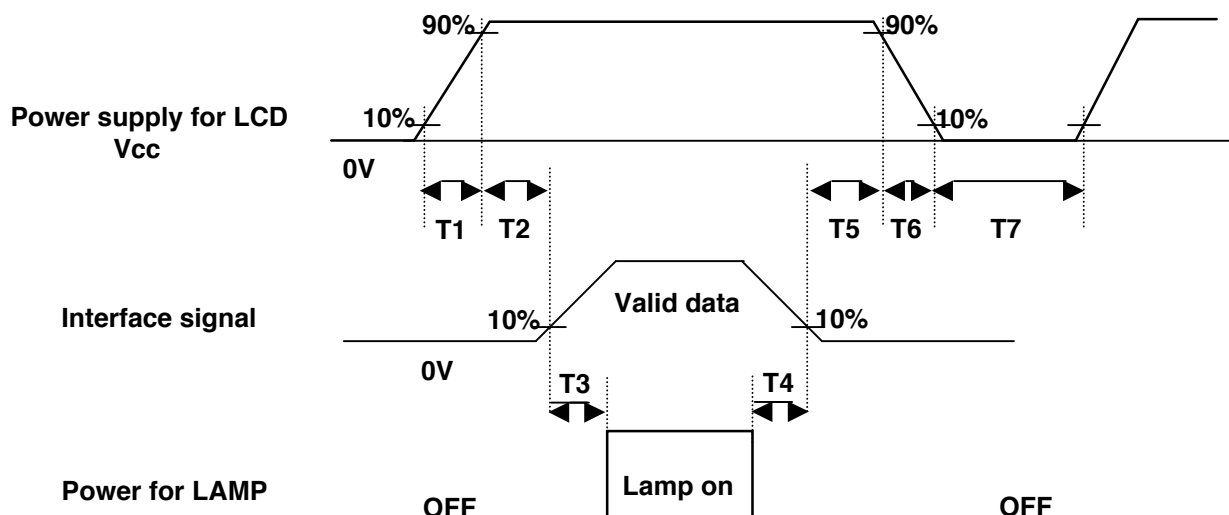 90%
90%
Power supply for LCD
Vcc
10%
10%
0V
T1
T2
T5
T6
T7
Interface signal
10%
Valid data
10%
0V
T3
T4
Power for LAMP
OFF
Lamp on
OFF